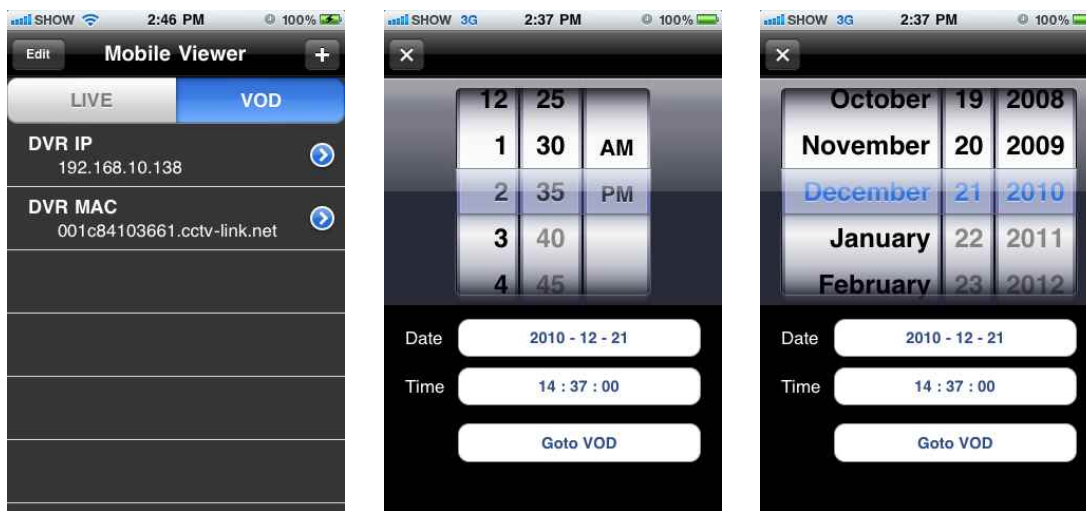 SHOW 2:46 PM 100%
Edit Mobile Viewer +
LIVE VOD
DVR IP
192.168.10.138
DVR MAC
001c84103661.cctv-link.net
SHOW 3G 2:37 PM 100%
12 25
1 30 AM
2 35 PM
3 40
4 45
Date 2010 - 12 - 21
Time 14 : 37 : 00
Goto VOD
SHOW 3G 2:37 PM 100%
October 19 2008
November 20 2009
December 21 2010
January 22 2011
February 23 2012
Date 2010 - 12 - 21
Time 14 : 37 : 00
Goto VOD